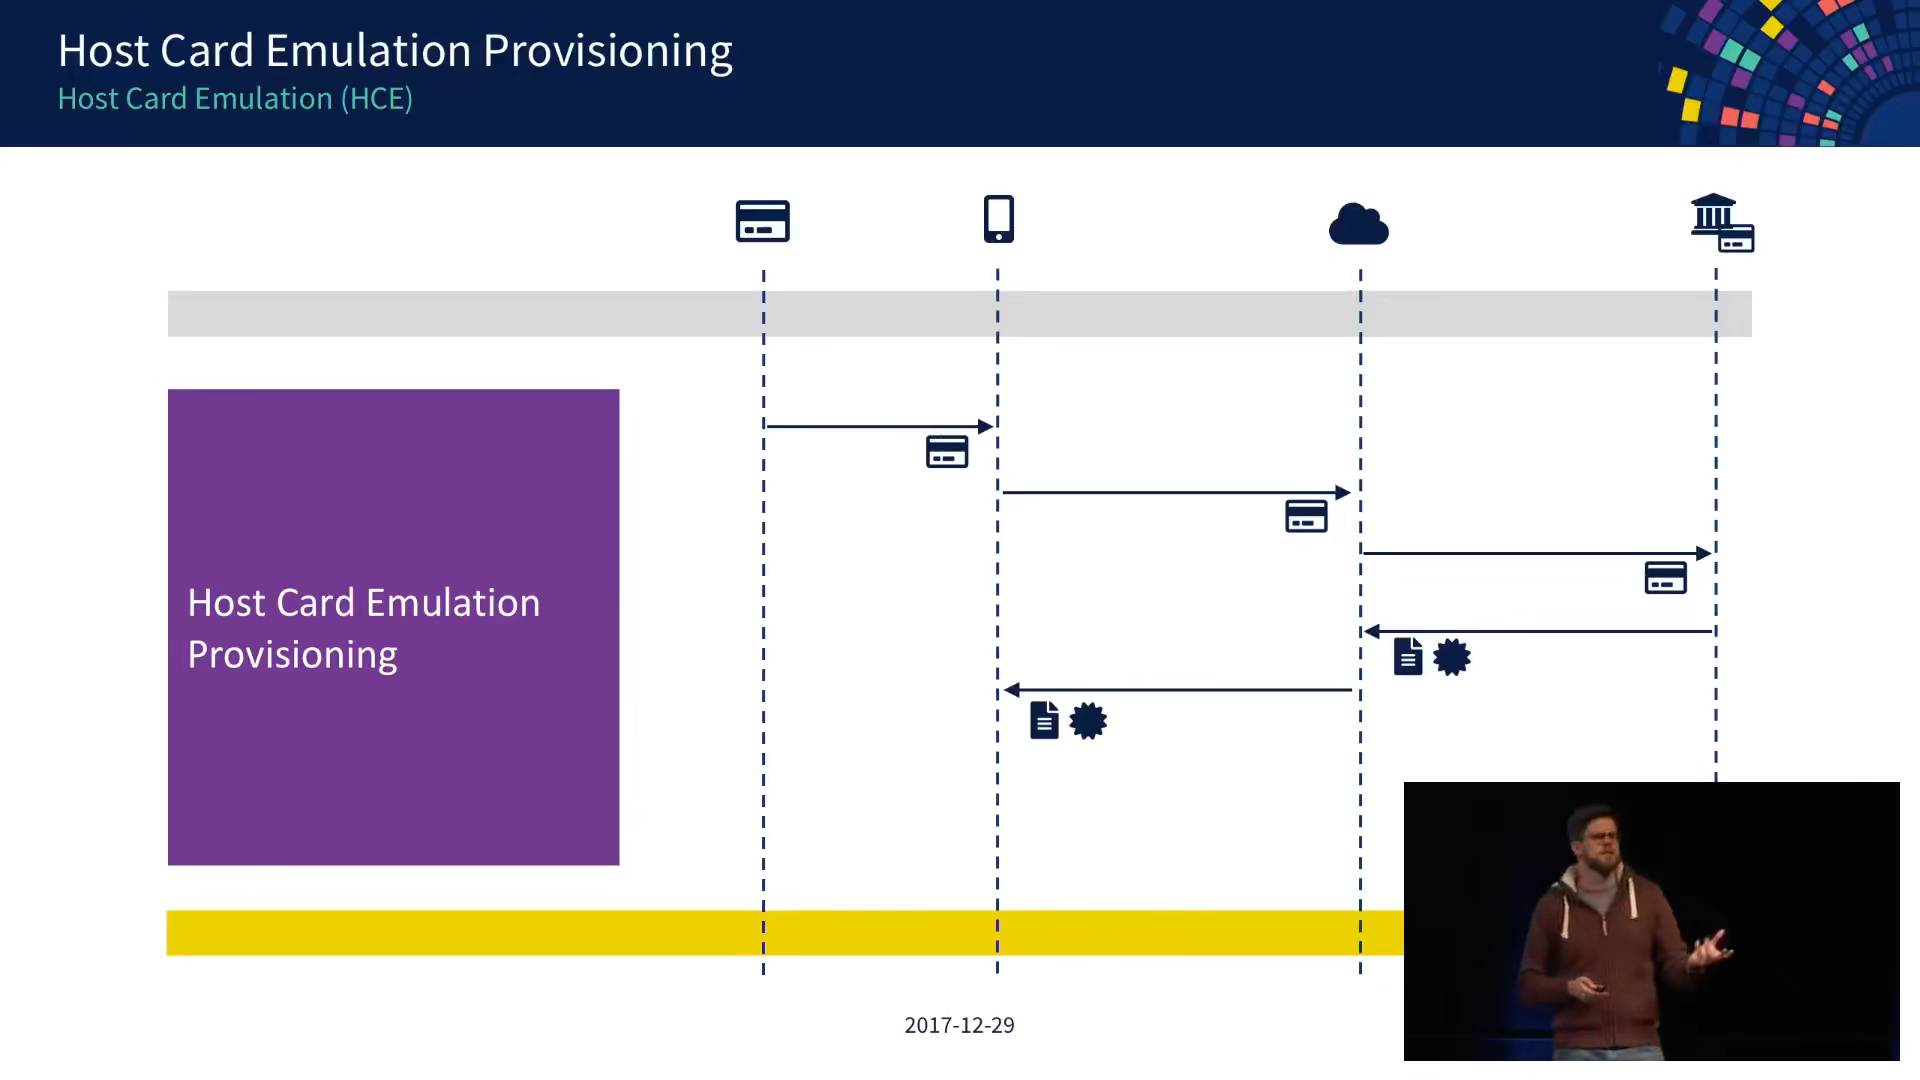 Host Card Emulation Provisioning
Host Card Emulation (HCE)
Host Card Emulation
Provisioning
2017-12-29